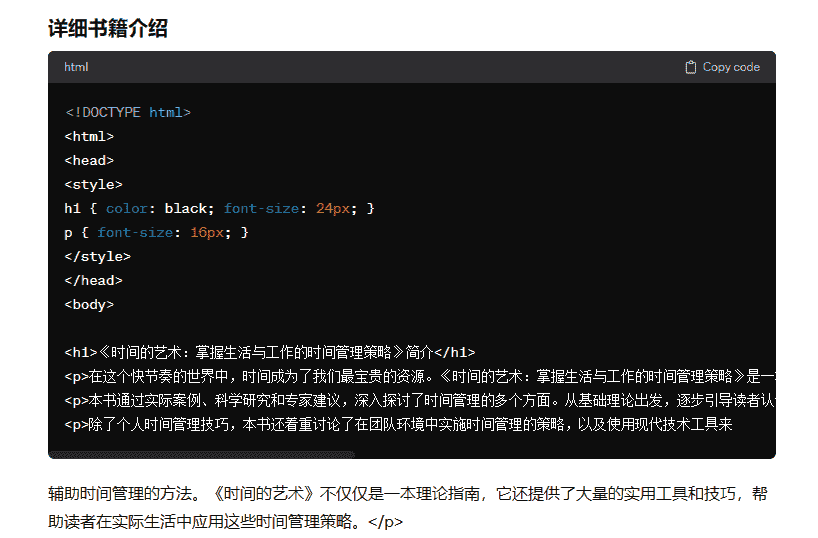 详细书籍介绍
html
Copy code
<!DOCTYPE html>
<html>
<head>
<style>
h1 { color: black; font-size: 24px; }
p { font-size: 16px; }
</style>
</head>
<body>
<h1>《时间的艺术：掌握生活与工作的时间管理策略》简介</h1>
<p>在这个快节奏的世界中，时间成为了我们最宝贵的资源。《时间的艺术：掌握生活与工作的时间管理策略》是一
<p>本书通过实际案例、科学研究和专家建议，深入探讨了时间管理的多个方面。从基础理论出发，逐步引导读者认
<p>除了个人时间管理技巧，本书还着重讨论了在团队环境中实施时间管理的策略，以及使用现代技术工具来
辅助时间管理的方法。《时间的艺术》不仅仅是一本理论指南，它还提供了大量的实用工具和技巧，帮
助读者在实际生活中应用这些时间管理策略。</p>